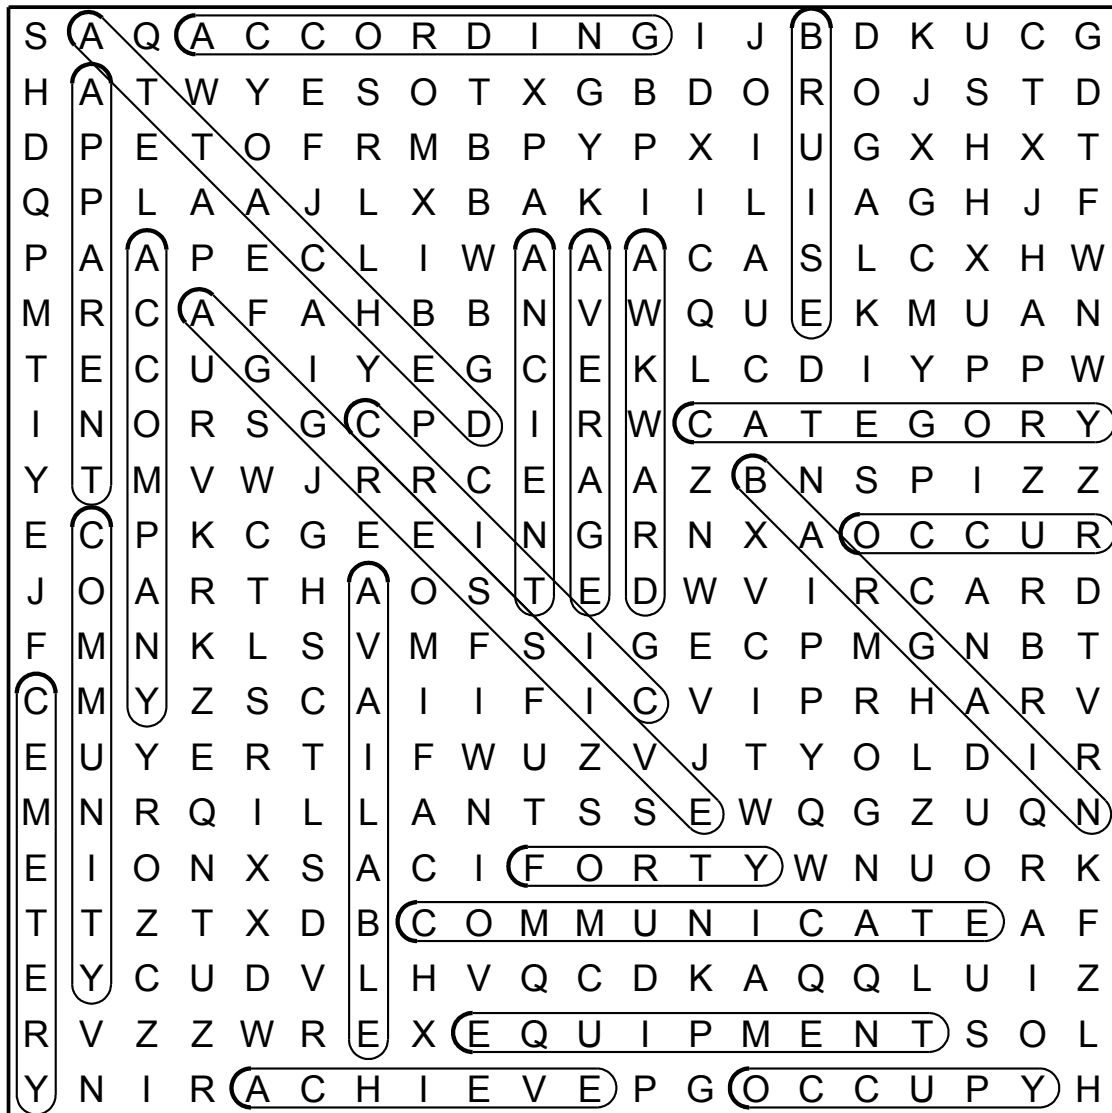 S A Q A C C O R D I N G I J B D K U C G
H A T W Y E S O T X G B D O R O J S T D
D P E T O F R M B P Y P X I U G X H X T
Q P L A A J L X B A K I I L I A G H J F
P A A P E C L I W A A A C A S L C X H W
M R C A F A H B B N V W Q U E K M U A N
T E C U G I Y E G C E K L C D I Y P P W
I N O R S G C P D I R W C A T E G O R Y
Y T M V W J R R C E A A Z B N S P I Z Z
E C P K C G E E I N G R N X A O C C U R
J O A R T H A O S T E D W V I R C A R D
F M N K L S V M F S I G E C P M G N B T
C M Y Z S C A I I F I C V I P R H A R V
E U Y E R T I F W U Z V J T Y O L D I R
M N R Q I L L A N T S S E W Q G Z U Q N
E I O N X S A C I F O R T Y W N U O R K
T T Z T X D B C O M M U N I C A T E A F
E Y C U D V L H V Q C D K A Q Q L U I Z
R V Z Z W R E X E Q U I P M E N T S O L
Y N I R A C H I E V E P G O C C U P Y H